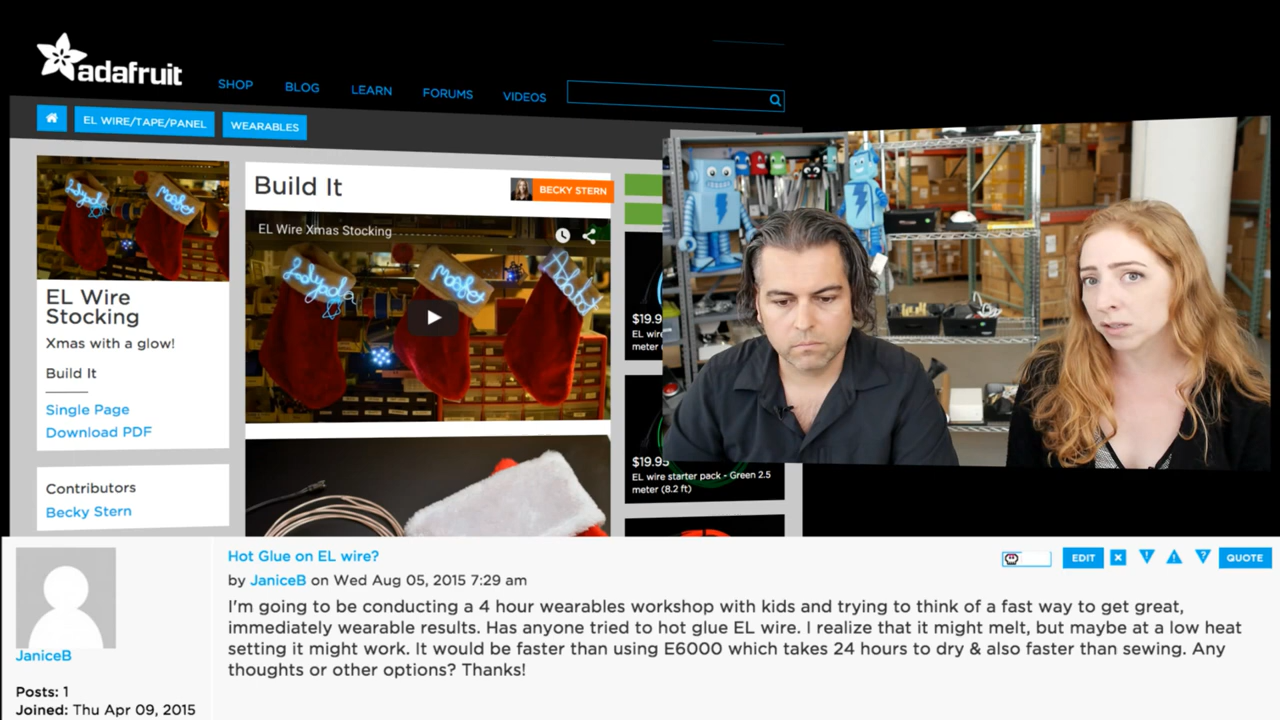 adafruit
SHOP
BLOG
LEARN
FORUMS
VIDEOS
EL WIRE/TAPE/PANEL
WEARABLES
EL Wire
Stocking
Xmas with a glow!
Build It
Single Page
Download PDF
Contributors
Becky Stern
Build It
BECKY STERN
EL Wire Xmas Stocking
Ladyada
Mosfet
Adabot
$19.9
EL wire
meter
$19.95
EL wire starter pack - Green 2.5
meter (8.2 ft)
JaniceB
Posts: 1
Joined: Thu Apr 09, 2015
Hot Glue on EL wire?
EDIT
QUOTE
by JaniceB on Wed Aug 05, 2015 7:29 am
I'm going to be conducting a 4 hour wearables workshop with kids and trying to think of a fast way to get great,
immediately wearable results. Has anyone tried to hot glue EL wire. I realize that it might melt, but maybe at a low heat
setting it might work. It would be faster than using E6000 which takes 24 hours to dry & also faster than sewing. Any
thoughts or other options? Thanks!